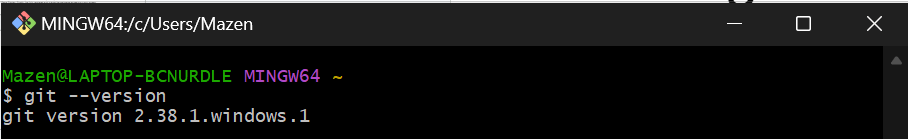 MINGW64:/c/Users/Mazen
Mazen@LAPTOP-BCNURDLE MINGW64 ~
$ git --version
git version 2.38.1.windows.1